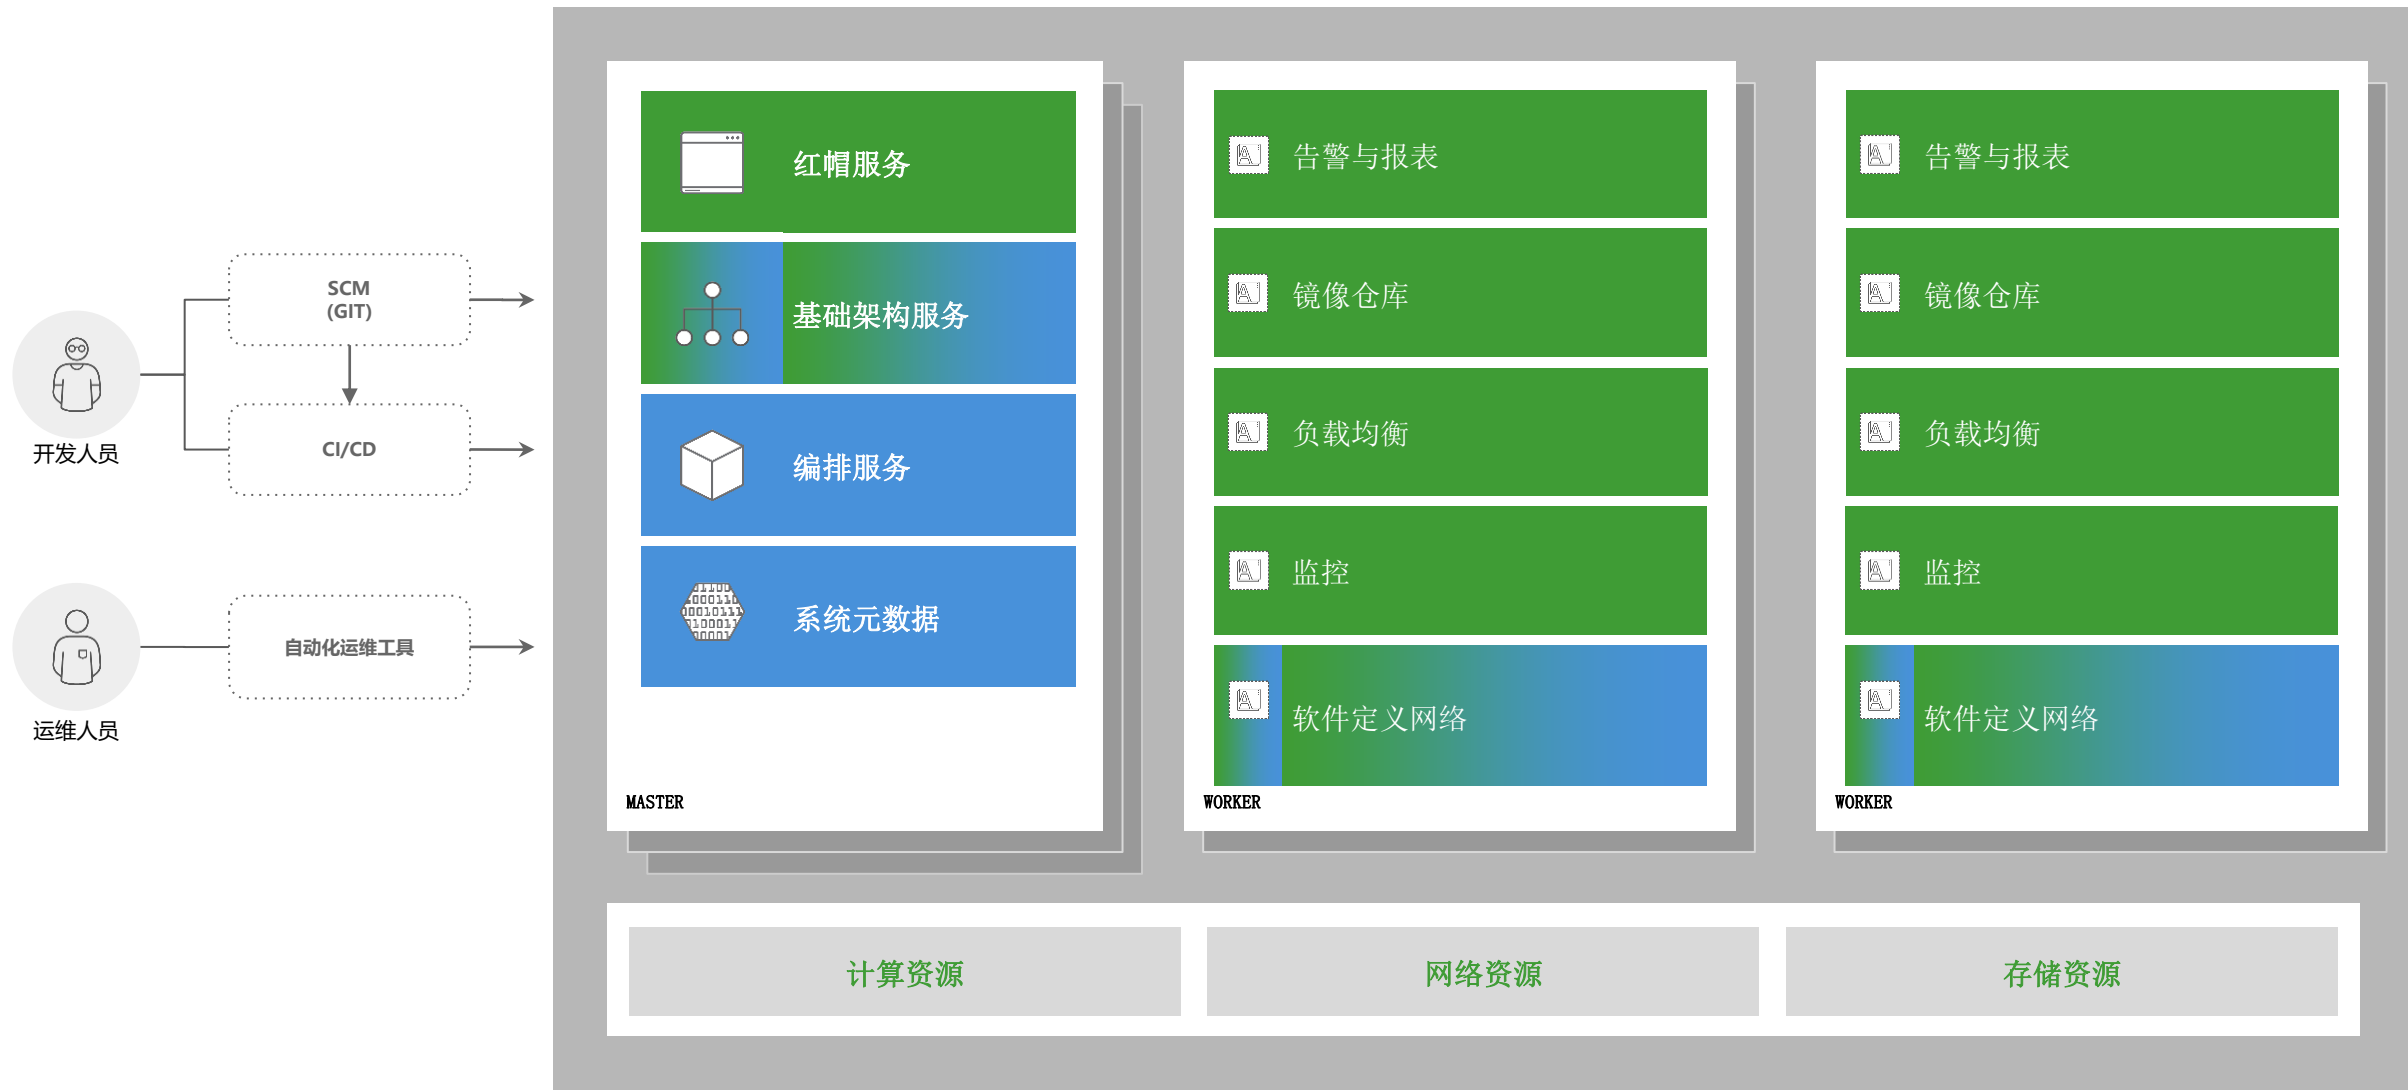 开发人员
SCM
(GIT)
CI/CD
运维人员
自动化运维工具
红帽服务
基础架构服务
编排服务
系统元数据
MASTER
告警与报表
镜像仓库
负载均衡
监控
软件定义网络
WORKER
告警与报表
镜像仓库
负载均衡
监控
软件定义网络
WORKER
计算资源
网络资源
存储资源